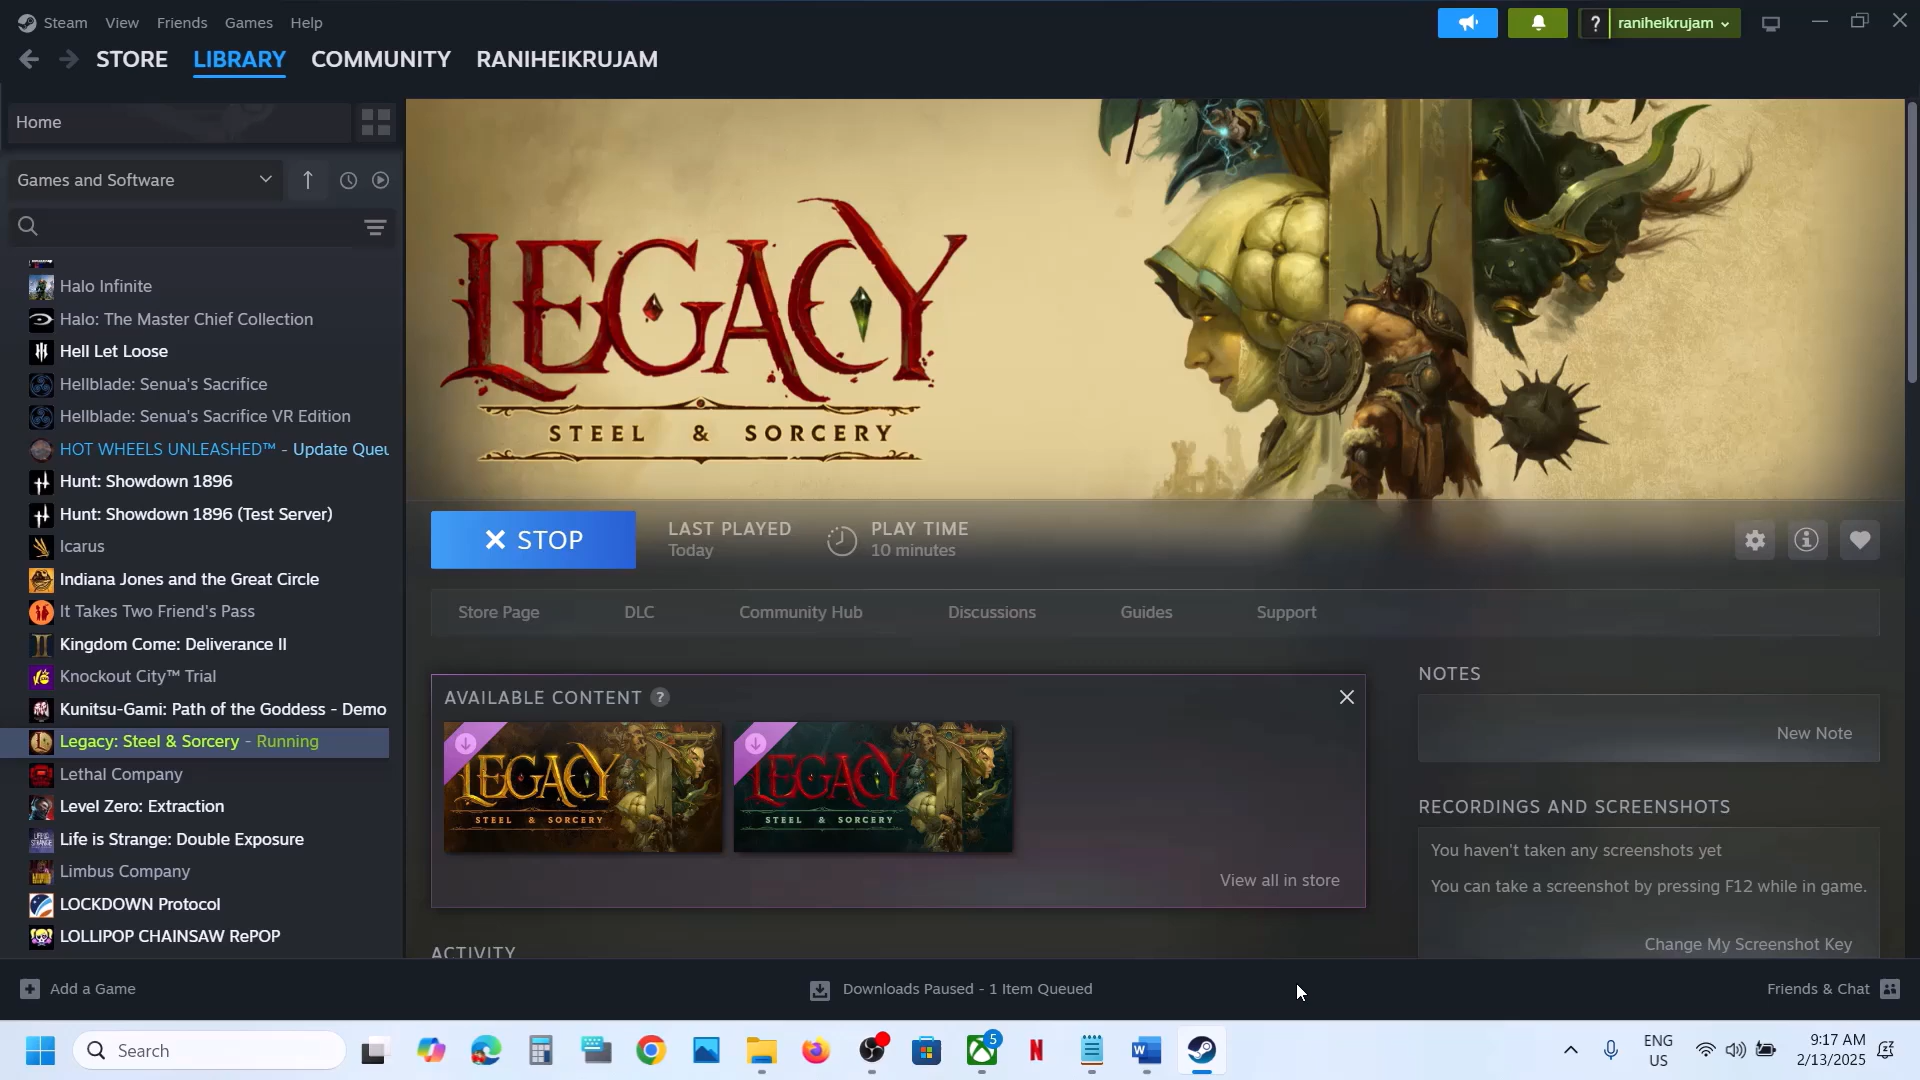 Steam View Friends Games Help
? raniheikrujam
STORE LIBRARY COMMUNITY RANIHEIKRUJAM
Home
Games and Software
Halo Infinite
Halo: The Master Chief Collection
Hell Let Loose
Hellblade: Senua's Sacrifice
Hellblade: Senua's Sacrifice VR Edition
HOT WHEELS UNLEASHED™ - Update Queu
Hunt: Showdown 1896
Hunt: Showdown 1896 (Test Server)
Icarus
Indiana Jones and the Great Circle
It Takes Two Friend's Pass
Kingdom Come: Deliverance II
Knockout City™ Trial
Kunitsu-Gami: Path of the Goddess - Demo
Legacy: Steel & Sorcery - Running
Lethal Company
Level Zero: Extraction
Life is Strange: Double Exposure
Limbus Company
LOCKDOWN Protocol
LOLLIPOP CHAINSAW RePOP
LEGACY
STEEL & SORCERY
STOP
LAST PLAYED
Today
PLAY TIME
10 minutes
Store Page DLC Community Hub Discussions Guides Support
AVAILABLE CONTENT ?
LEGACY
STEEL & SORCERY
LEGACY
STEEL & SORCERY
View all in store
ACTIVITY
NOTES
New Note
RECORDINGS AND SCREENSHOTS
You haven't taken any screenshots yet
You can take a screenshot by pressing F12 while in game.
Change My Screenshot Key
Add a Game
Downloads Paused - 1 Item Queued
Friends & Chat
Search
5
ENG
US
9:17 AM
2/13/2025